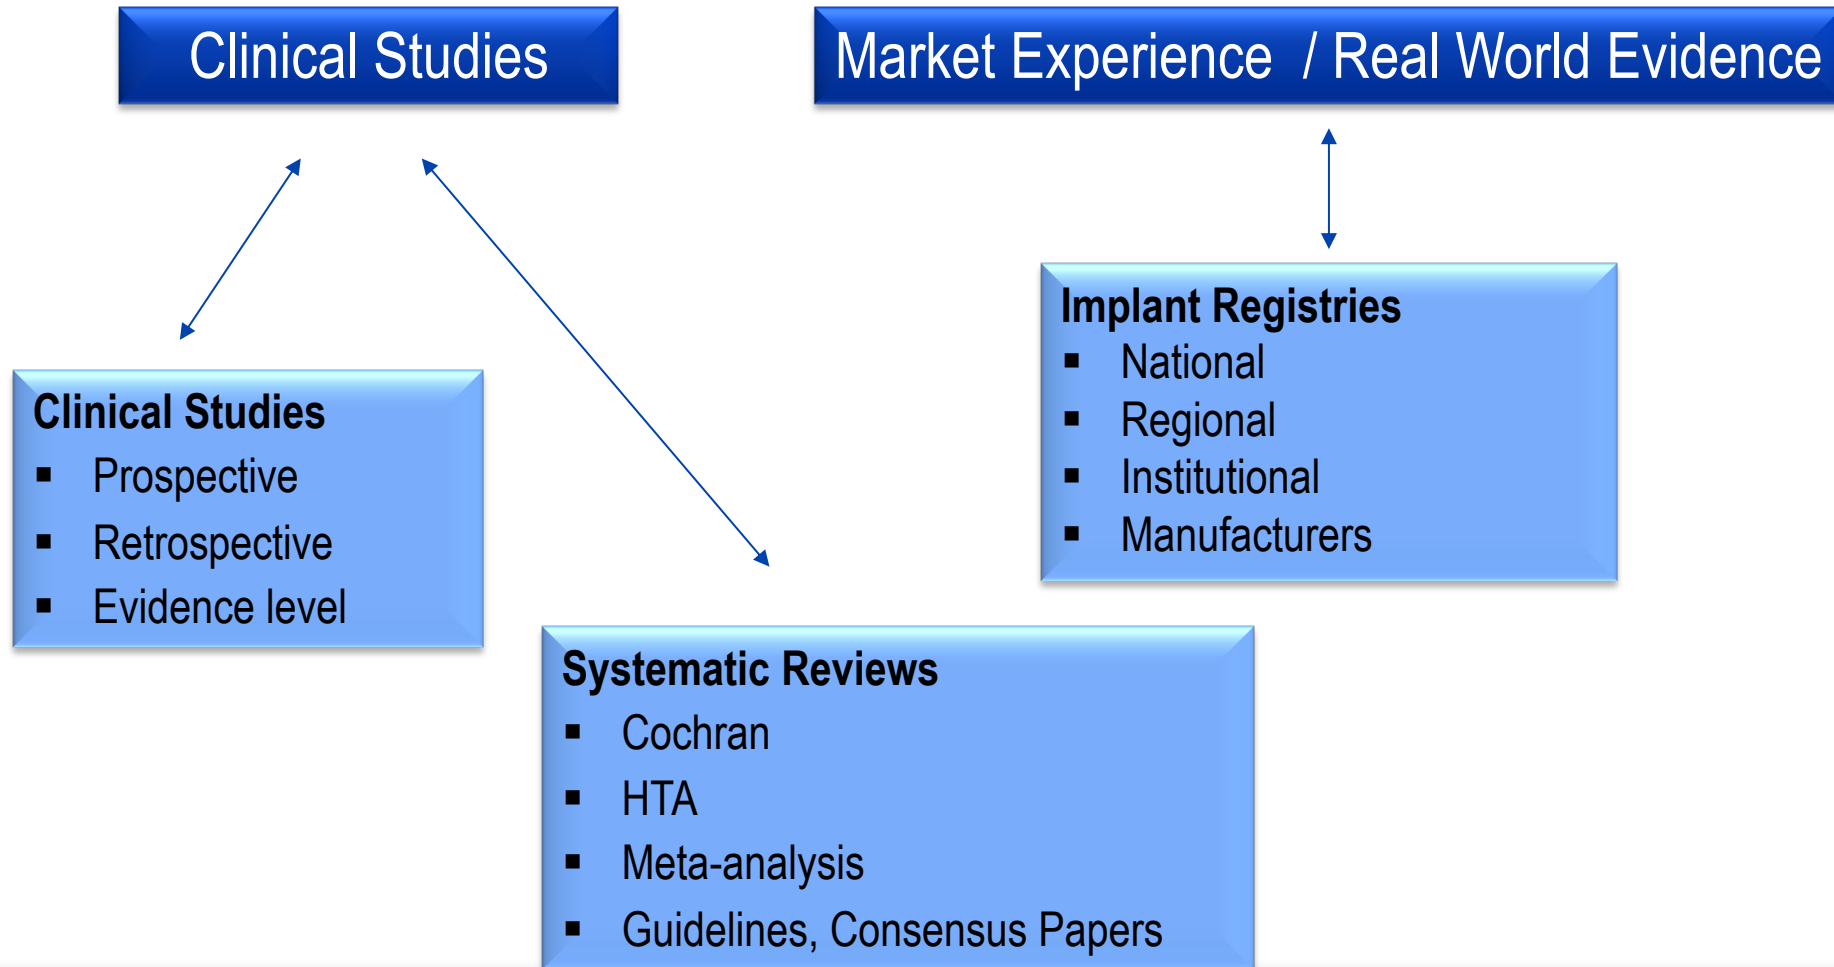 Clinical Studies
Market Experience / Real World Evidence
Clinical Studies
▪ Prospective
▪ Retrospective
▪ Evidence level
Implant Registries
▪ National
▪ Regional
▪ Institutional
▪ Manufacturers
Systematic Reviews
▪ Cochran
▪ HTA
▪ Meta-analysis
▪ Guidelines, Consensus Papers